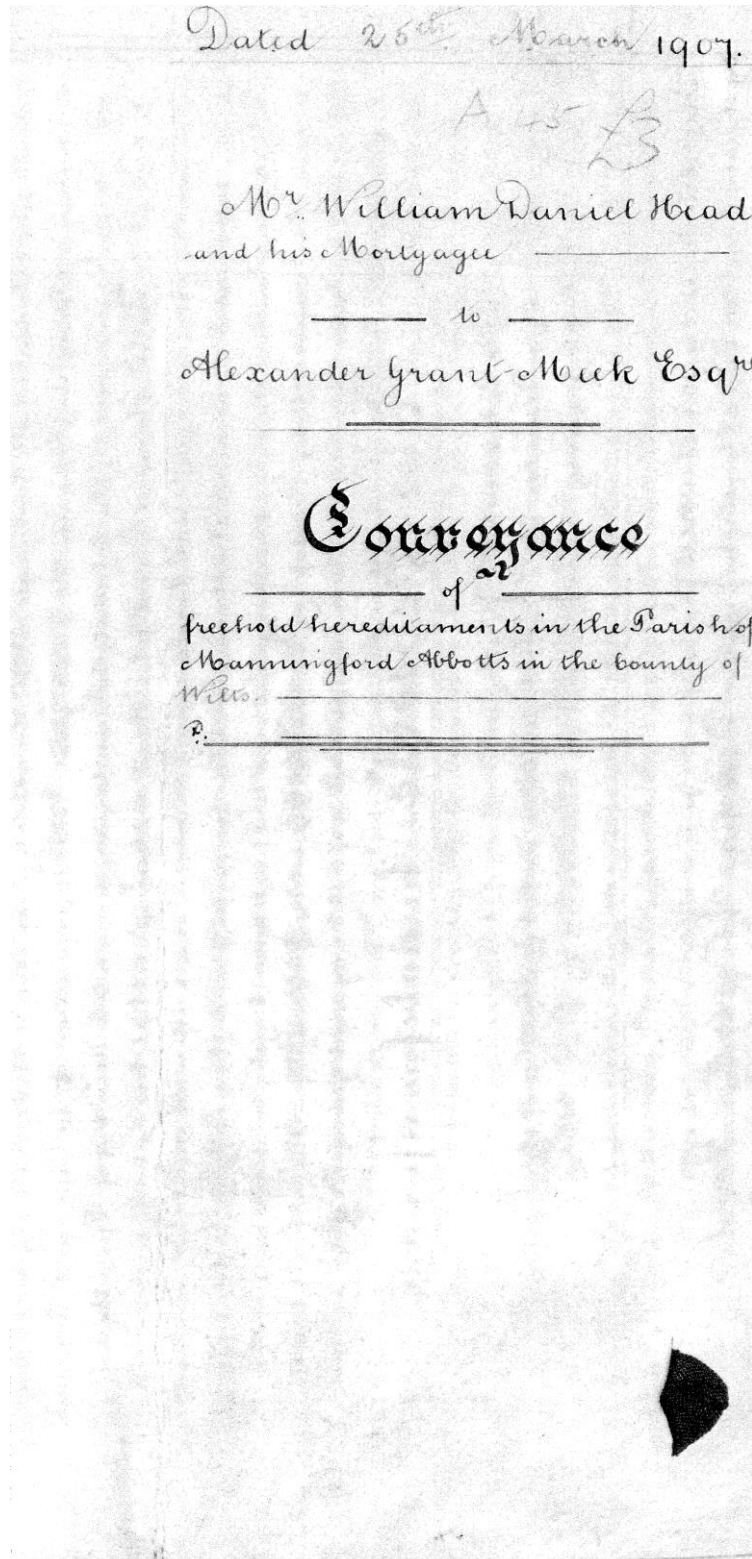 Dated 25th March 1907.
A 45 £3
Mr. William Daniel Head
and his Mortgagee
to
Alexander Grant-Meek Esqre
Conveyance
of
freehold hereditaments in the Parish of
Manningford Abbotts in the County of
Wilts.